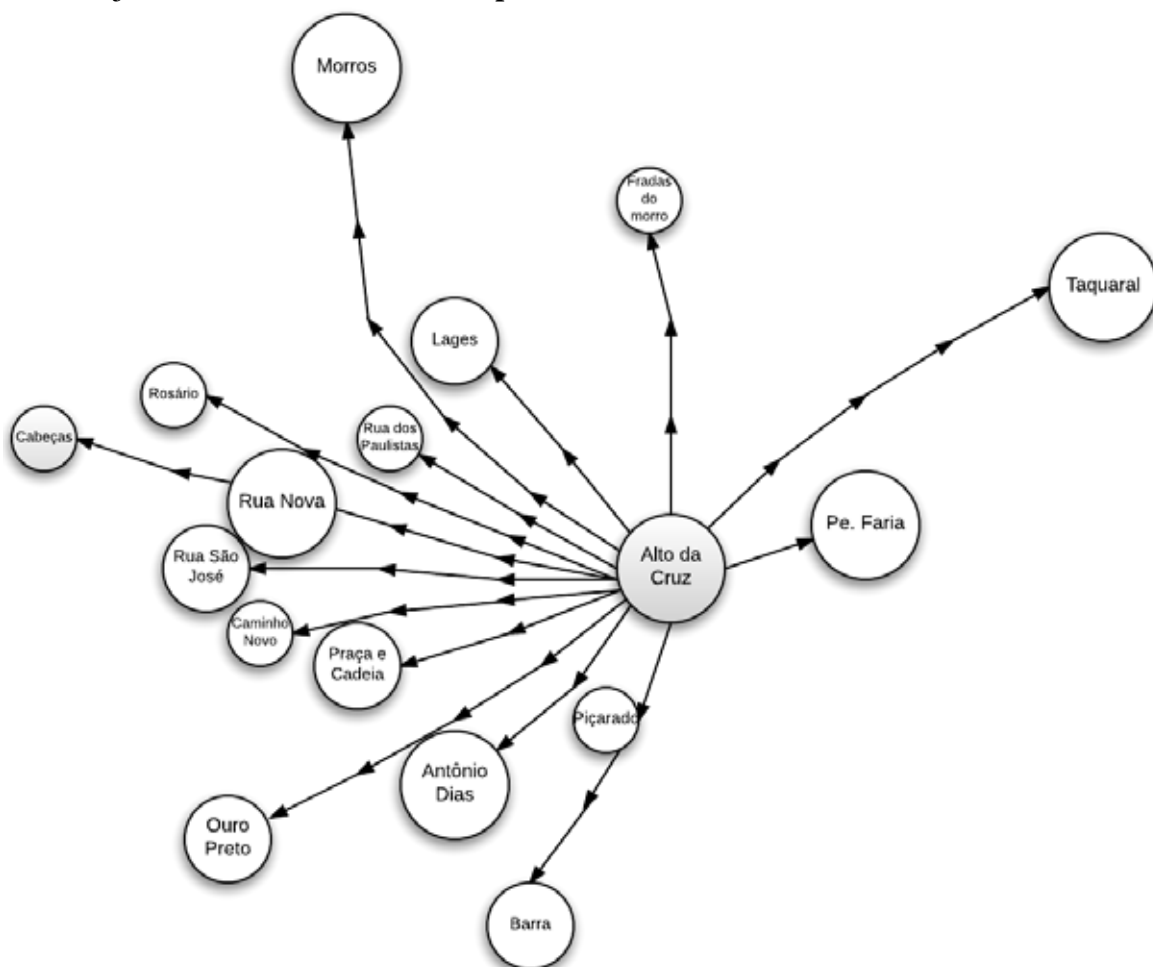 Morros
Fradas
do
morro
Taquaral
Lages
Rosário
Rua dos
Paulistas
Cabeças
Rua Nova
Pe. Faria
Alto da
Cruz
Rua São
José
Caminho
Novo
Praça e
Cadeia
Piçarado
Antônio
Dias
Ouro
Preto
Barra